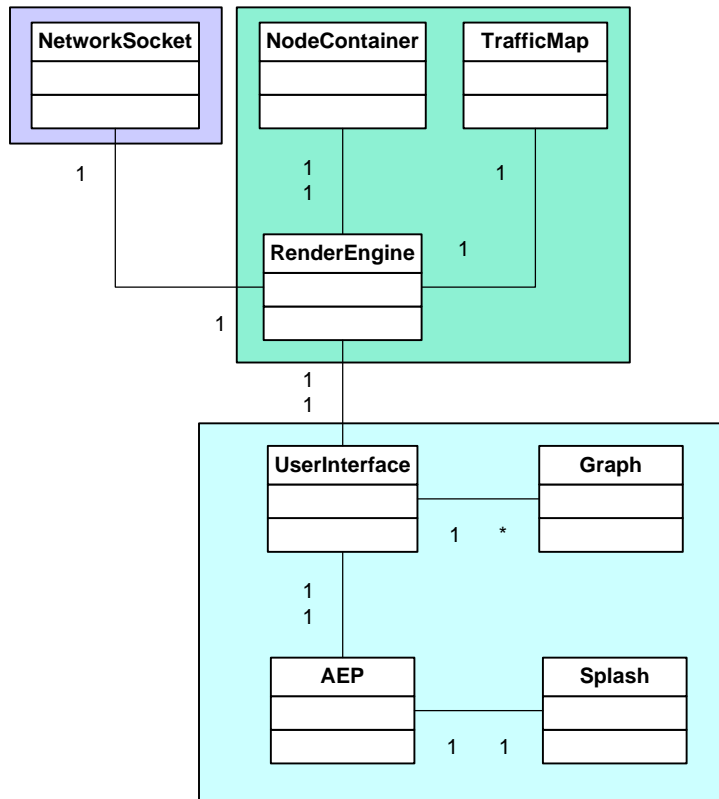 NetworkSocket
NodeContainer
TrafficMap
1
1
1
1
RenderEngine
1
1
1
1
UserInterface
Graph
1
*
1
1
AEP
Splash
1
1